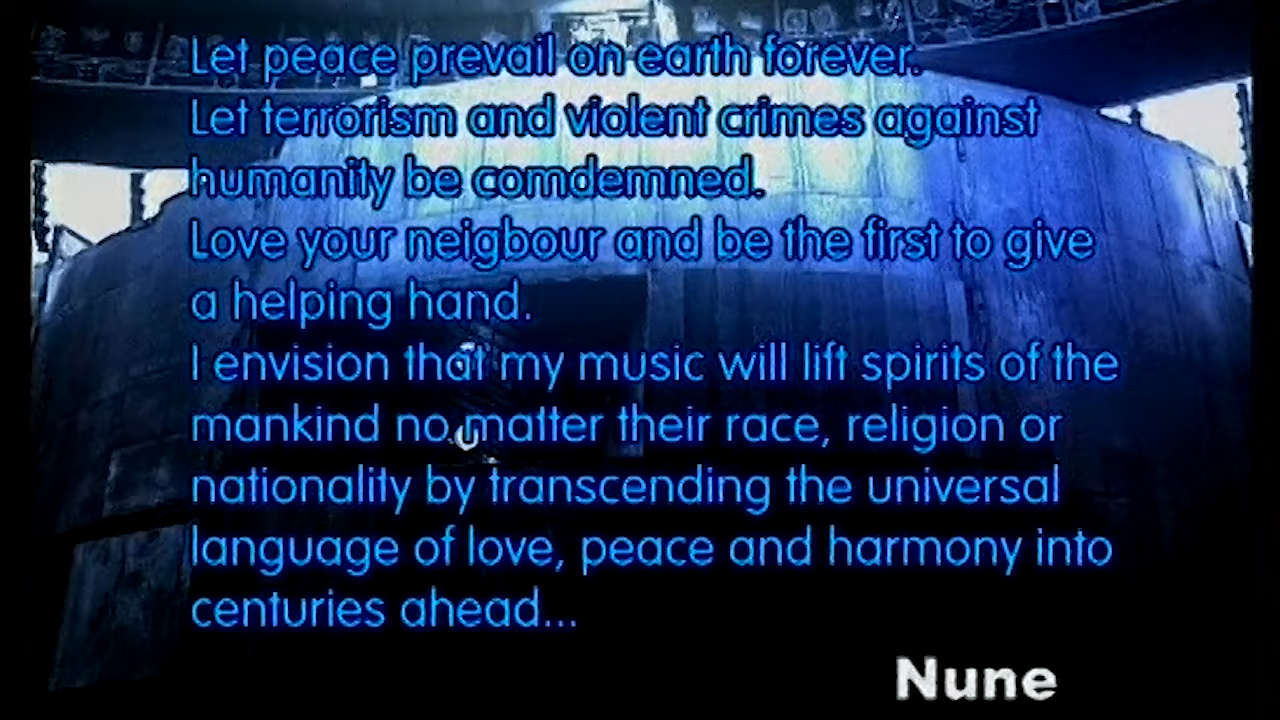 Let peace prevail on earth forever.
Let terrorism and violent crimes against
humanity be comdemned.
Love your neigbour and be the first to give
a helping hand.
I envision that my music will lift spirits of the
mankind no matter their race, religion or
nationality by transcending the universal
language of love, peace and harmony into
centuries ahead...
Nune